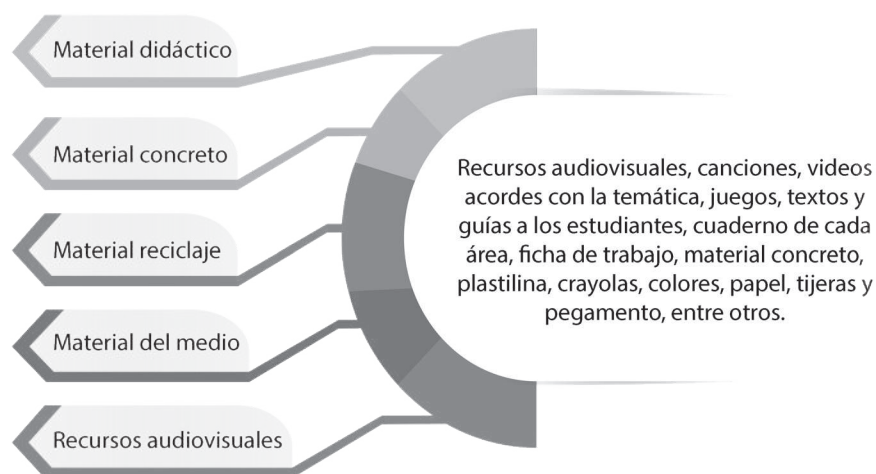 Material didáctico
Material concreto
Material reciclaje
Material del medio
Recursos audiovisuales
Recursos audiovisuales, canciones, videos
acordes con la temática, juegos, textos y
guías a los estudiantes, cuaderno de cada
área, ficha de trabajo, material concreto,
plastilina, crayolas, colores, papel, tijeras y
pegamento, entre otros.